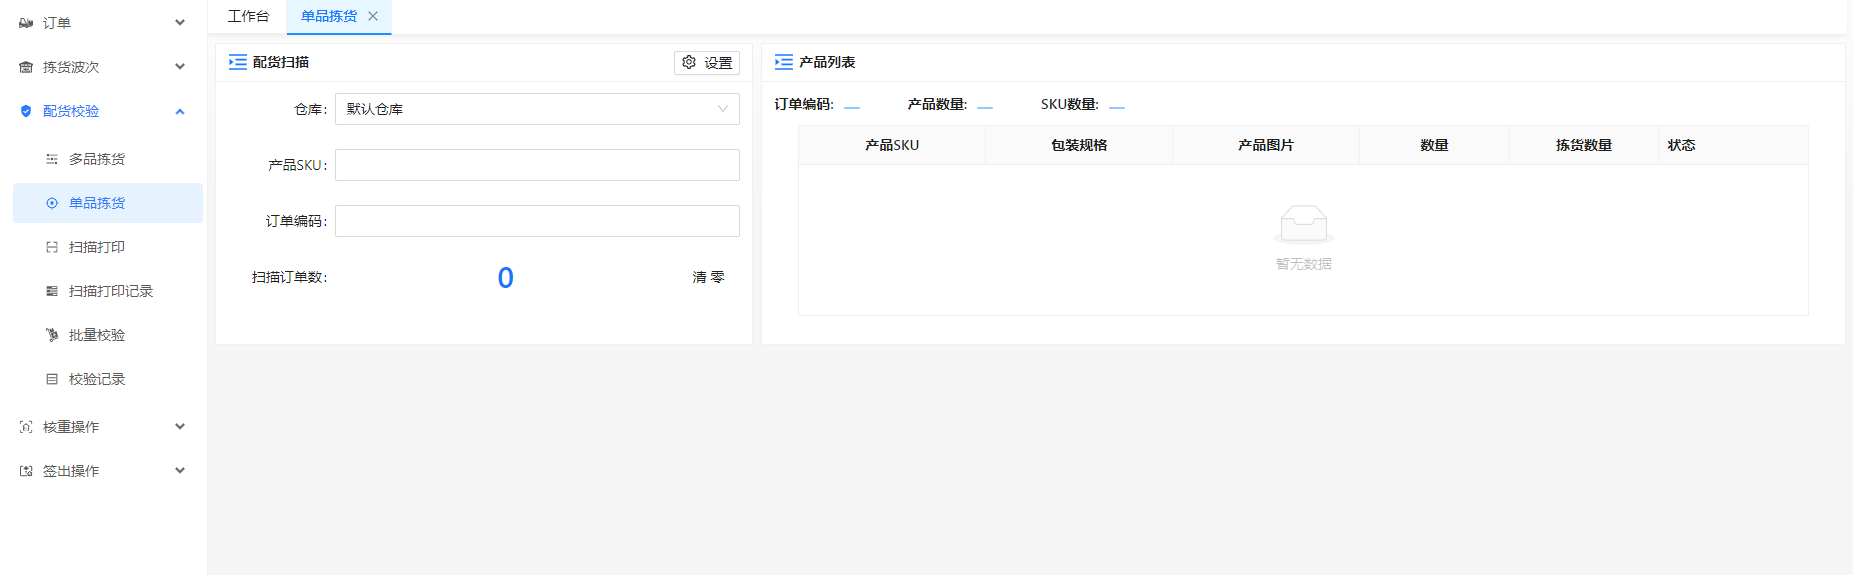 订单
拣货波次
配货校验
多品拣货
单品拣货
扫描打印
扫描打印记录
批量校验
校验记录
核重操作
签出操作
工作台 单品拣货
配货扫描 设置
仓库: 默认仓库
产品SKU:
订单编码:
扫描订单数: 0 清 零
产品列表
订单编码: __ 产品数量: __ SKU数量: __
产品SKU 包装规格 产品图片 数量 拣货数量 状态
暂无数据